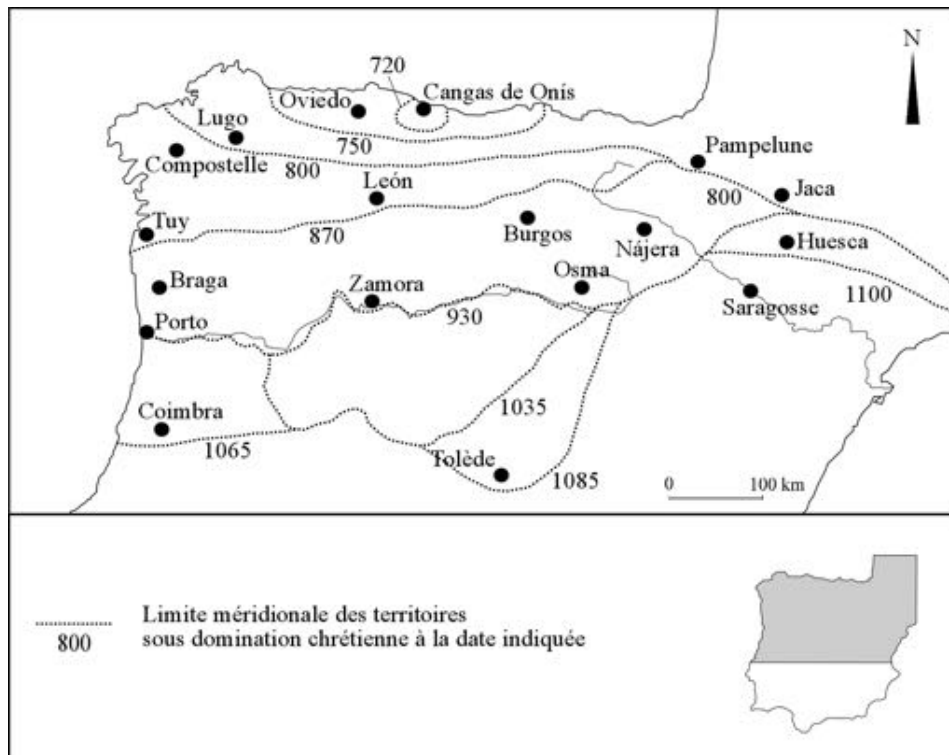 N
720
Cangas de Onís
Oviedo
Lugo
750
Pampelune
Compostelle
800
León
800
Jaca
Tuy
870
Burgos
Nájera
Huesca
Braga
Zamora
Osma
1100
930
Saragosse
Porto
1035
Coimbra
1065
Tolède
1085
0 100 km
Limite méridionale des territoires
800 sous domination chrétienne à la date indiquée